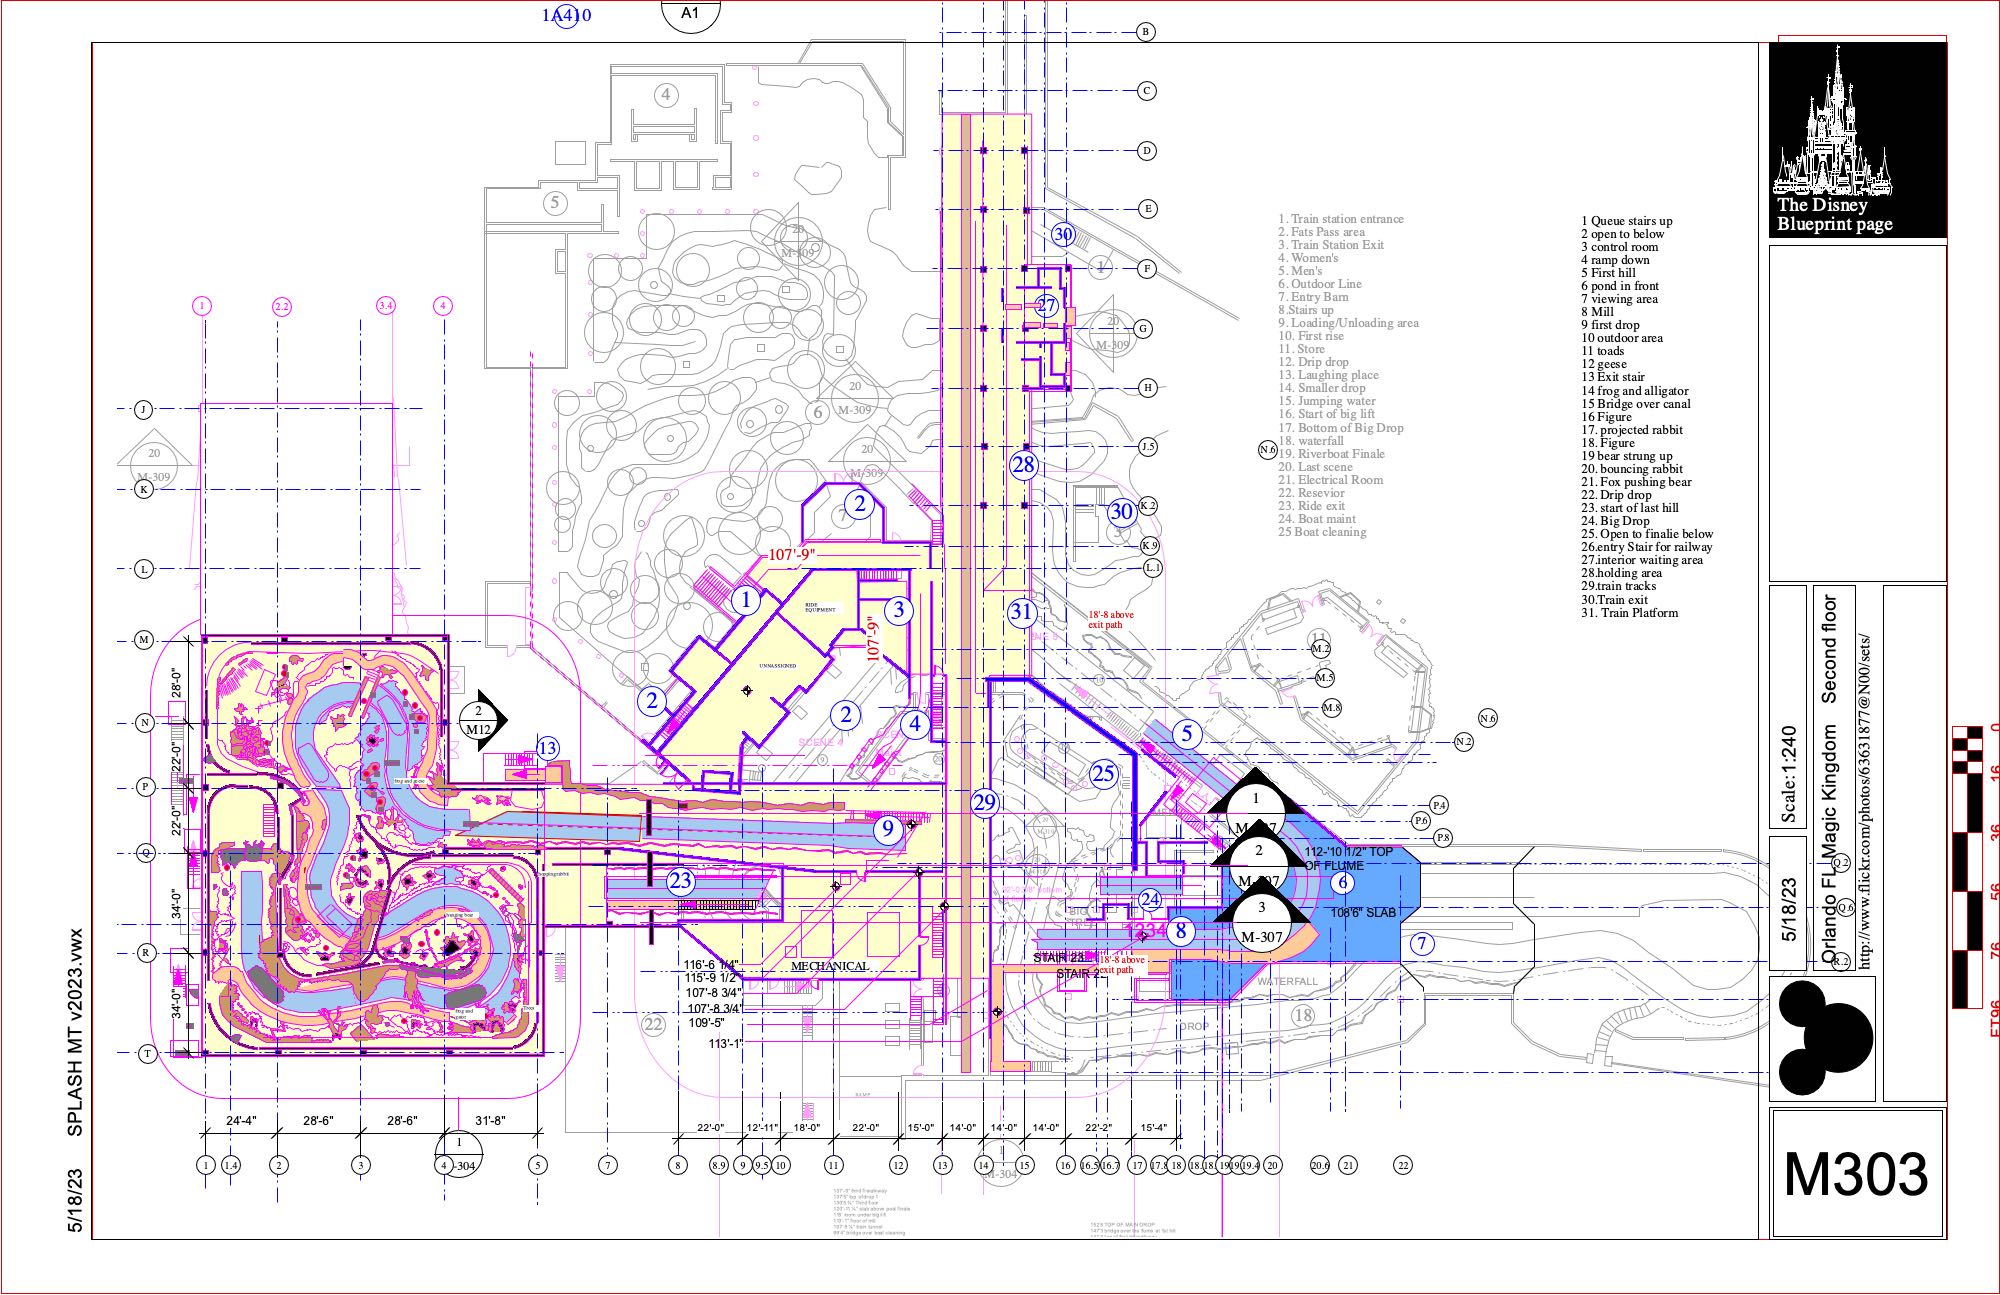 1A410
A1
B
C
D
E
F
G
H
J.5
K.2
K.9
L.1
M.2
M.5
M.8
N.6
N.6
N.2
P.4
P.6
P.8
Q.2
Q.6
R.2
4
5
20
M-309
20
M-309
20
M-309
20
M-309
20
M-309
6
1
30
27
28
30
31
29
1
2.2
3.4
4
J
K
L
M
N
P
Q
R
T
1. Train station entrance
2. Fats Pass area
3. Train Station Exit
4. Women's
5. Men's
6. Outdoor Line
7. Entry Barn
8.Stairs up
9. Loading/Unloading area
10. First rise
11. Store
12. Drip drop
13. Laughing place
14. Smaller drop
15. Jumping water
16. Start of big lift
17. Bottom of Big Drop
18. waterfall
19. Riverboat Finale
20. Last scene
21. Electrical Room
22. Resevior
23. Ride exit
24. Boat maint
25 Boat cleaning
1 Queue stairs up
2 open to below
3 control room
4 ramp down
5 First hill
6 pond in front
7 viewing area
8 Mill
9 first drop
10 outdoor area
11 toads
12 geese
13 Exit stair
14 frog and alligator
15 Bridge over canal
16 Figure
17. projected rabbit
18. Figure
19 bear strung up
20. bouncing rabbit
21. Fox pushing bear
22. Drip drop
23. start of last hill
24. Big Drop
25. Open to finalie below
26.entry Stair for railway
27.interior waiting area
28.holding area
29.train tracks
30.Train exit
31. Train Platform
2
7
107'-9"
1
RIDE
EQUIPMENT
3
107'-9"
UNNASSIGNED
2
2
4
SCENE 4
9
18'-8 above
exit path
11
5
25
2
M12
13
9
23
24
8
1234
6
7
18
22
1
M-307
2
M-307
3
M-307
112-'10 1/2" TOP
OF FLUME
108'6" SLAB
WATERFALL
DROP
18'-8 above
exit path
STAIR 23
STAIR 2
MECHANICAL
116'-6 1/4"
115'-9 1/2"
107'-8 3/4"
107'-8 3/4"
109'-5"
113'-1"
frog and goose
hanging bear
28'-0"
22'-0"
22'-0"
34'-0"
34'-0"
24'-4"
28'-6"
28'-6"
31'-8"
22'-0"
12'-11"
18'-0"
22'-0"
15'-0"
14'-0"
14'-0"
14'-0"
22'-2"
15'-4"
1
-304
1
M-304
1
1.4
2
3
4
5
7
8
8.9
9
9.5
10
11
12
13
14
15
16
16.5
16.7
17
17.8
18
19
19.4
20
20.6
21
22
The Disney
Blueprint page
Scale:1:240
5/18/23
Orlando FL Magic Kingdom Second floor
http://www.flickr.com/photos/63631877@N00/sets/
M303
0
16
36
56
76
FT96
5/18/23 SPLASH MT v2023.vwx